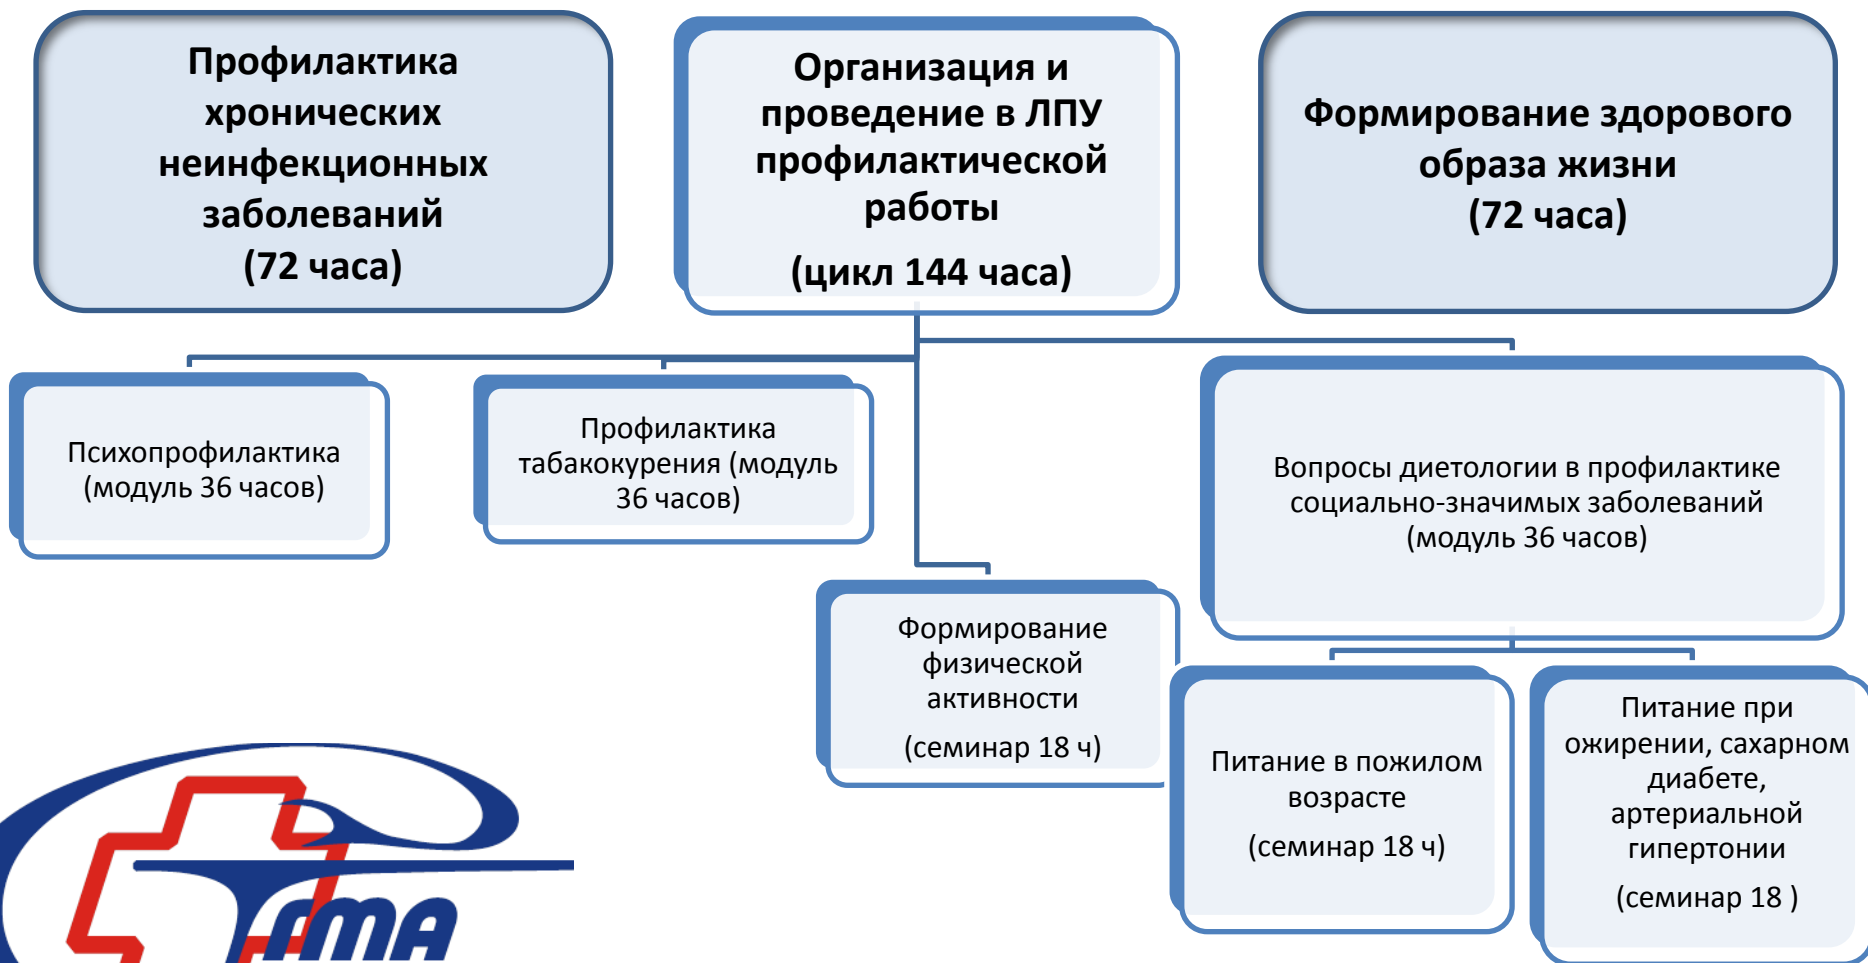 Профилактика
хронических
неинфекционных
заболеваний
(72 часа)
Организация и
проведение в ЛПУ
профилактической
работы
(цикл 144 часа)
Формирование здорового
образа жизни
(72 часа)
Психопрофилактика
(модуль 36 часов)
Профилактика
табакокурения (модуль
36 часов)
Вопросы диетологии в профилактике
социально-значимых заболеваний
(модуль 36 часов)
Формирование
физической
активности
(семинар 18 ч)
Питание в пожилом
возрасте
(семинар 18 ч)
Питание при
ожирении, сахарном
диабете,
артериальной
гипертонии
(семинар 18 )
ГМА